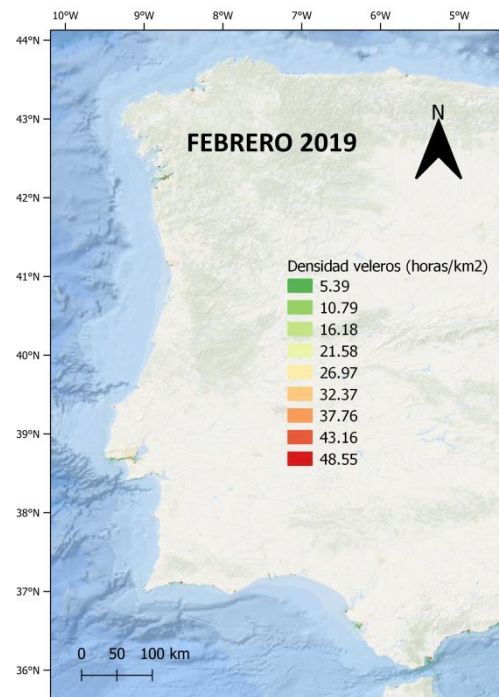 10°W 9°W 8°W 7°W 6°W 5°W
44°N
43°N
N
FEBRERO 2019
42°N
41°N
Densidad veleros (horas/km2)
5.39
10.79
16.18
21.58
26.97
32.37
37.76
43.16
48.55
40°N
39°N
38°N
37°N
36°N
0 50 100 km